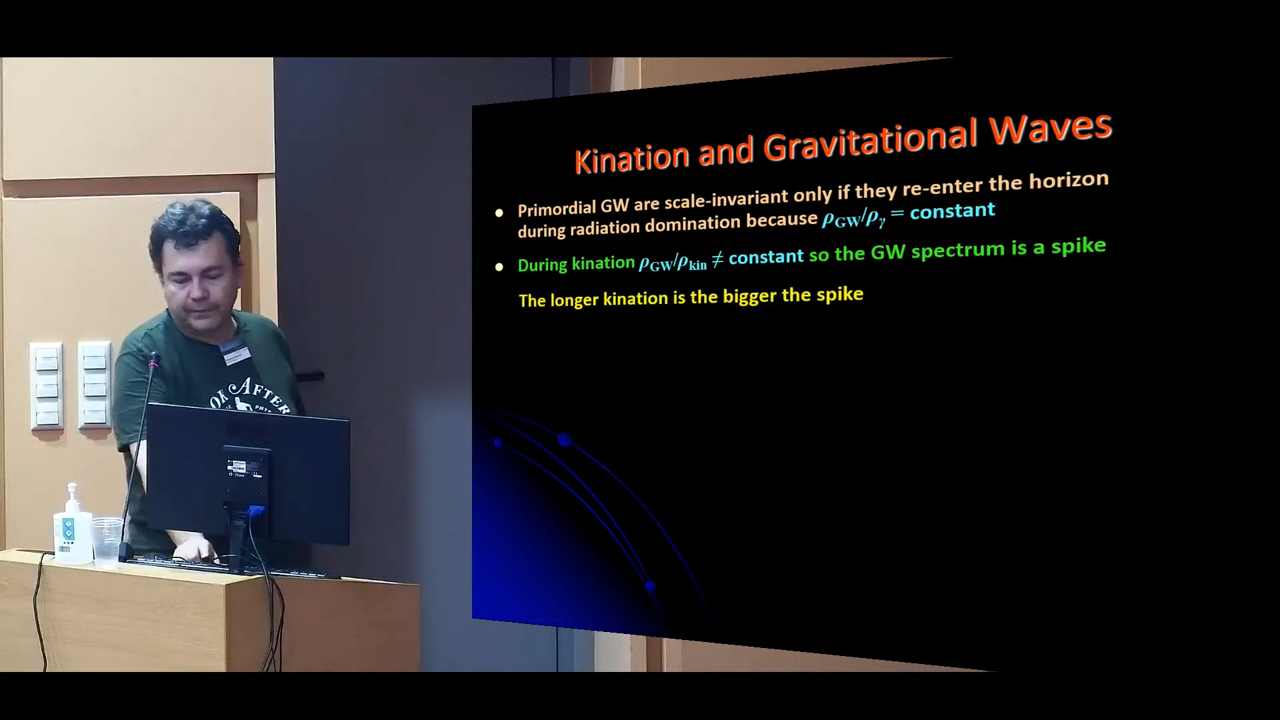 Kination and Gravitational Waves
Primordial GW are scale-invariant only if they re-enter the horizon
during radiation domination because ρGW/ργ = constant
During kination ρGW/ρkin ≠ constant so the GW spectrum is a spike
The longer kination is the bigger the spike
AFTER